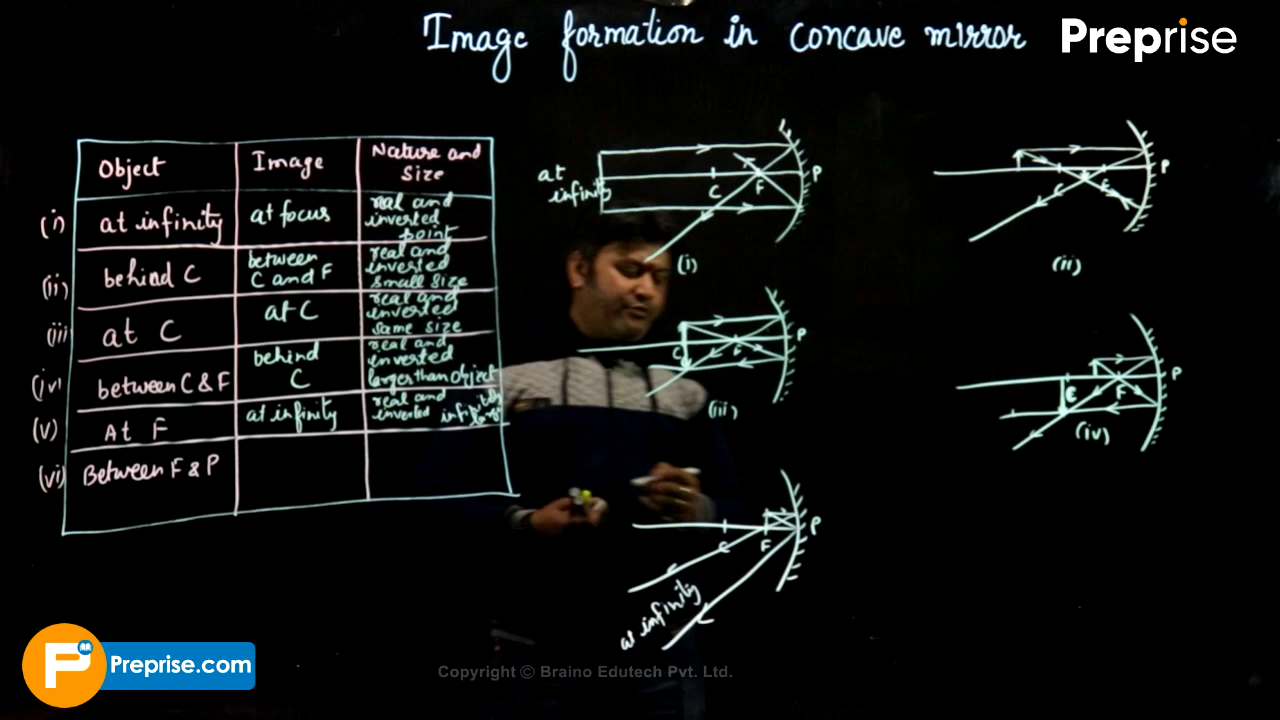 Image formation in concave mirror
Preprise
Object
Image
Nature and
Size
(i)
at infinity
at focus
real and
inverted
point
(ii)
behind C
between
C and F
real and
inverted
small size
(iii)
at C
at C
real and
inverted
same size
(iv)
between C & F
behind
C
real and
inverted
larger than object
(v)
At F
at infinity
real and
inverted infinitely
large
(vi)
Between F & P
at
infinity
C
F
P
(i)
C
F
P
(ii)
C
F
P
(iii)
C
F
P
(iv)
C
F
P
at infinity
P
Preprise.com
Copyright © Braino Edutech Pvt. Ltd.